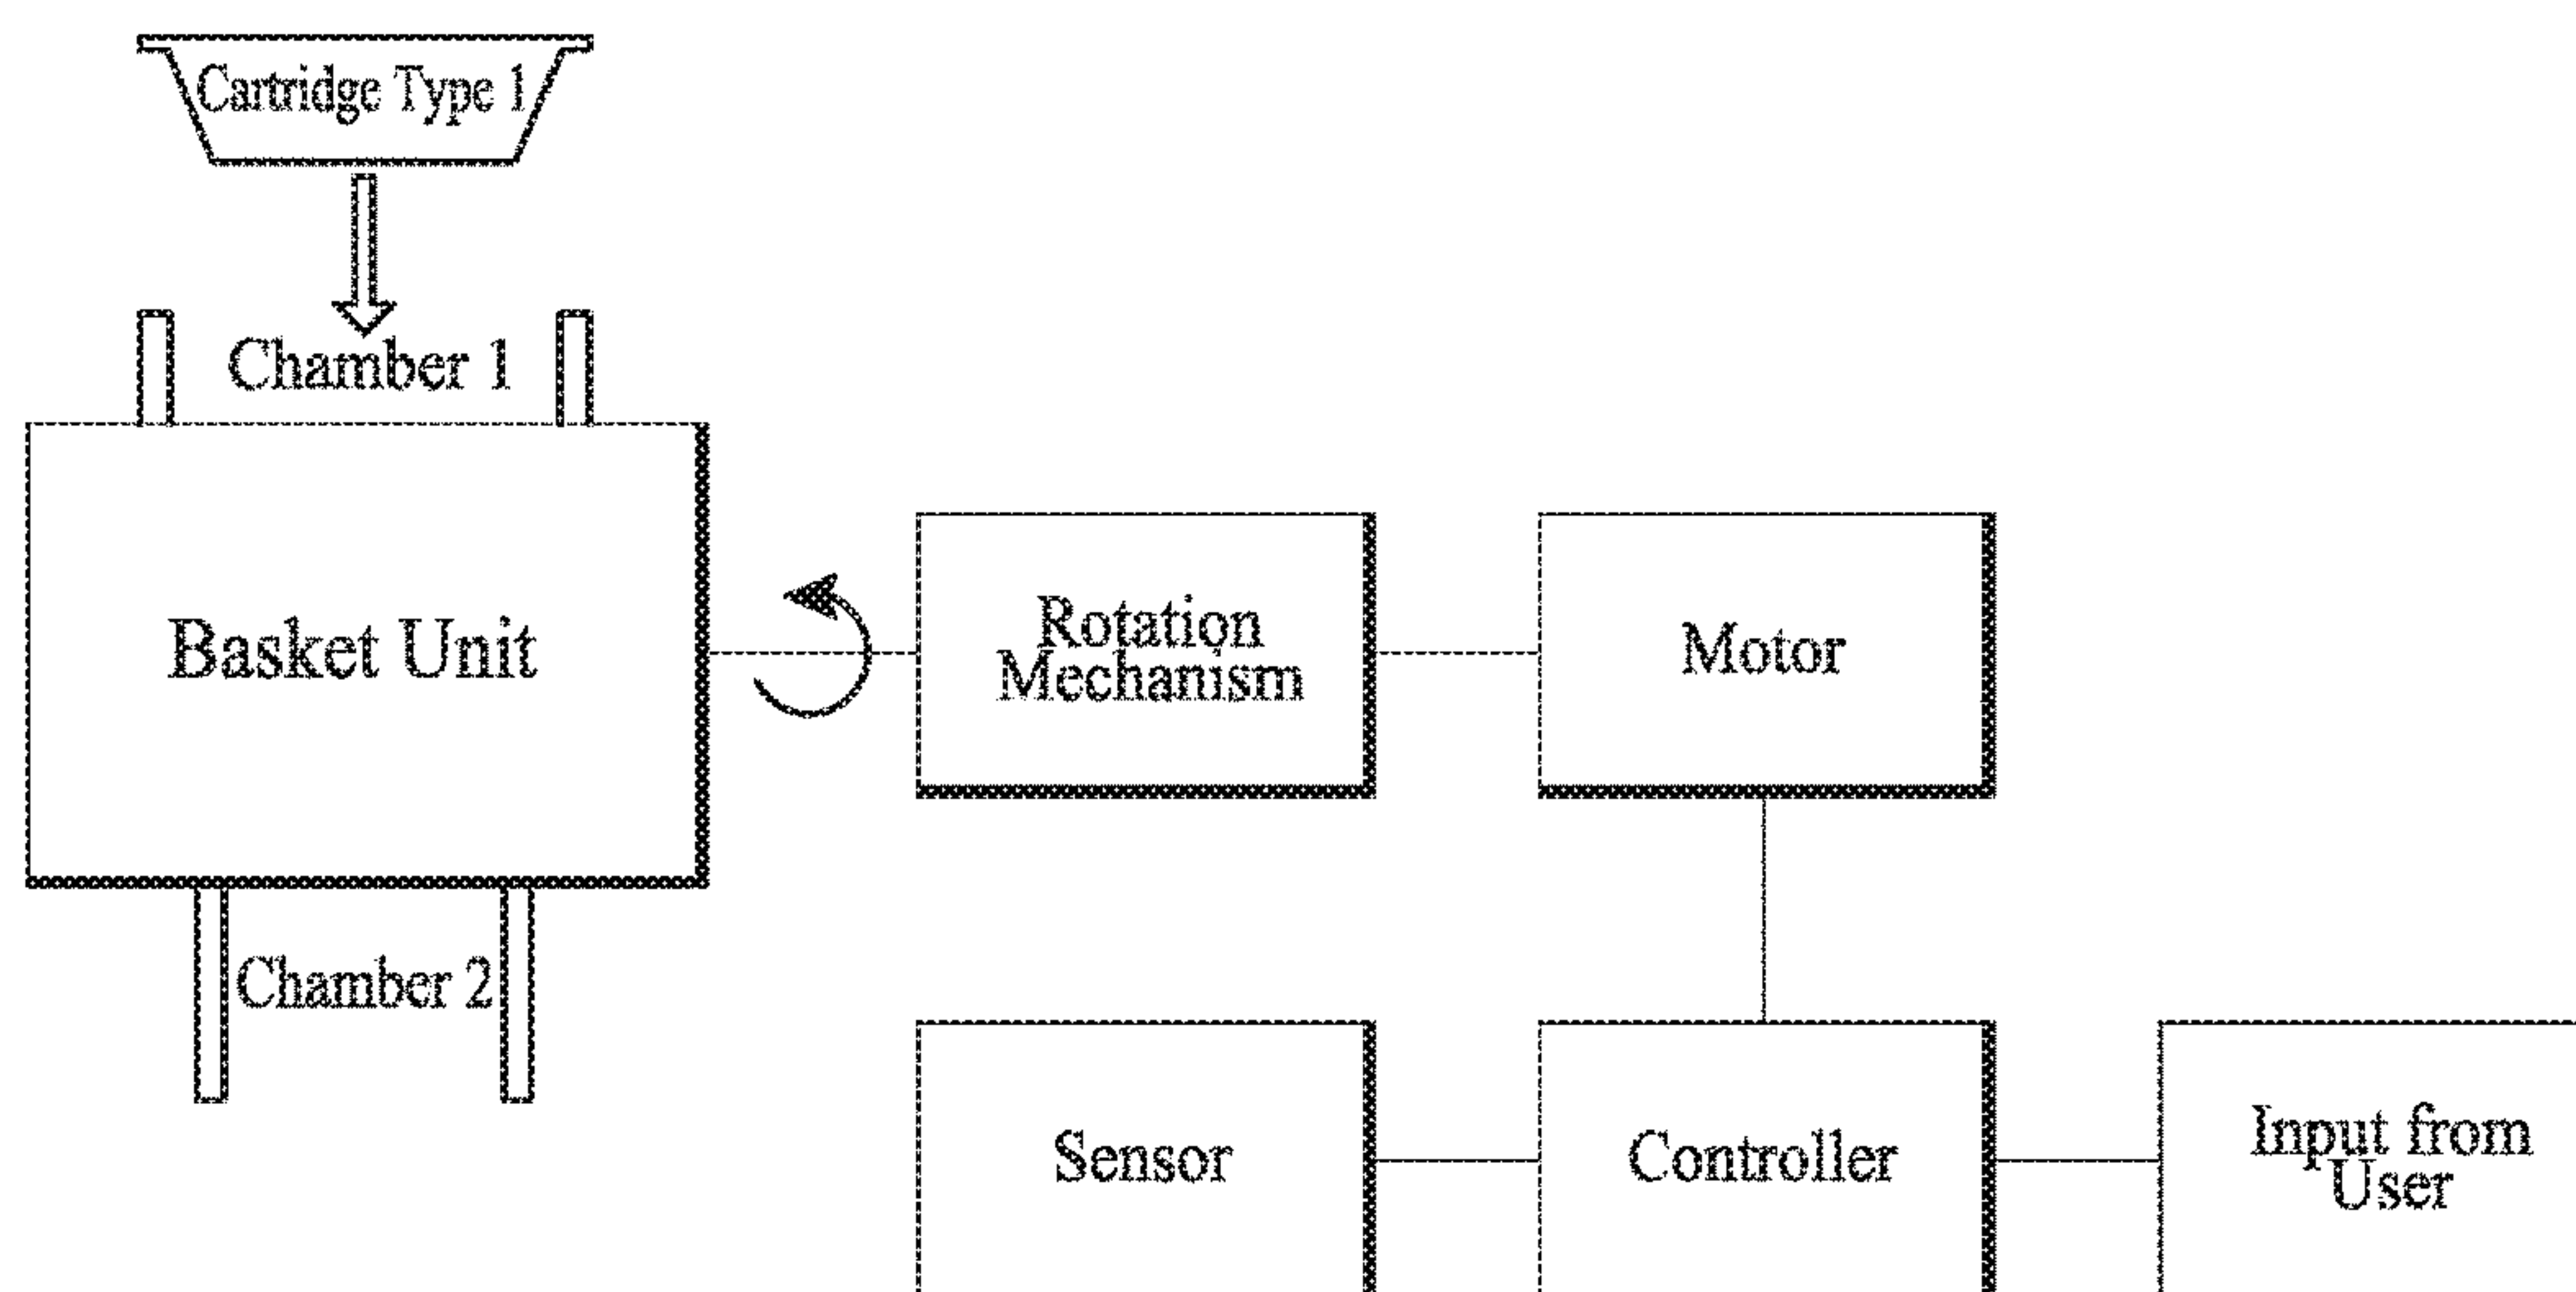 Cartridge Type 1
Chamber 1
Basket Unit
Rotation
Mechanism
Motor
Chamber 2
Sensor
Controller
Input from
User